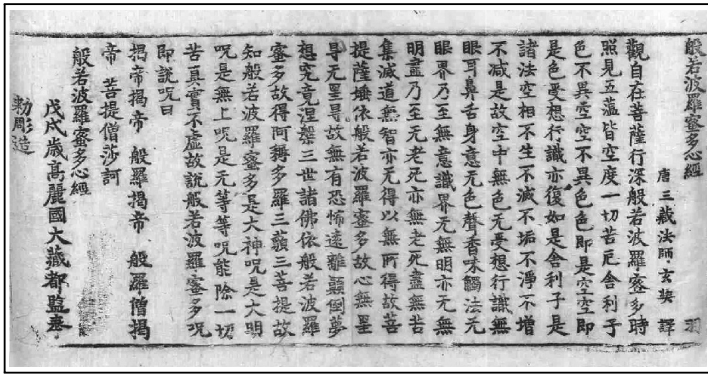 般若波羅蜜多心經 羽
唐三藏法師玄奘 譯
觀自在菩薩行深般若波羅蜜多時
照見五蘊皆空度一切苦厄舍利子
色不異空空不異色色即是空空即
是色受想行識亦復如是舍利子是
諸法空相不生不滅不垢不淨不增
不減是故空中無色无受想行識無
眼耳鼻舌身意无色聲香味觸法无
眼界乃至無意識界无無明亦无無
明盡乃至无老死亦無老死盡無苦
集滅道無智亦无得以無所得故菩
提薩埵依般若波羅蜜多故心無罣
㝵无罣㝵故無有恐怖遠離顚倒夢
想究竟涅槃三世諸佛依般若波羅
蜜多故得阿耨多羅三藐三菩提故
知般若波羅蜜多是大神呪是大明
呪是無上呪是无等等呪能除一切
苦真實不虛故說般若波羅蜜多呪
即說呪曰
揭帝揭帝 般羅揭帝 般羅僧揭
帝 菩提僧莎訶
般若波羅蜜多心經
戊戌歲高麗國大藏都監奉
勑彫造